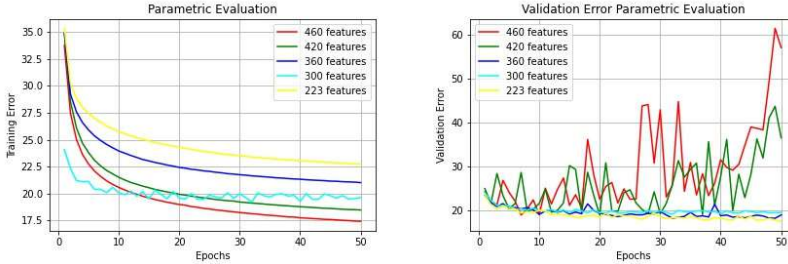 Parametric Evaluation
35.0
32.5
30.0
27.5
25.0
22.5
20.0
17.5
Training Error
0
10
20
30
40
50
Epochs
460 features
420 features
360 features
300 features
223 features
Validation Error Parametric Evaluation
60
50
40
30
20
Validation Error
0
10
20
30
40
50
Epochs
460 features
420 features
360 features
300 features
223 features